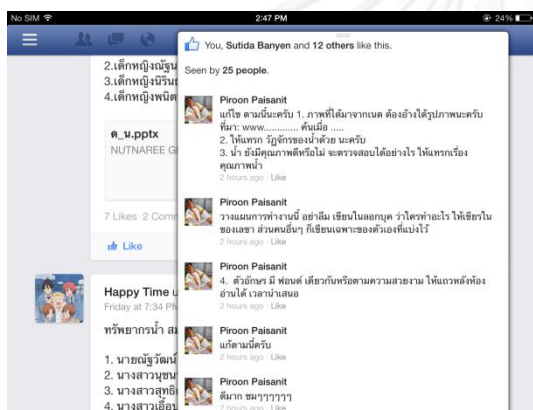 No SIM
2:47 PM
24%
You, Sutida Banyen and 12 others like this.
Seen by 25 people.
2.เด็กหญิงณัฐน
3.เด็กหญิงนิรัน
4.เด็กหญิงพนิต
ด_น.pptx
NUTNAREE G
7 Likes 2 Comm
Like
Happy Time u
Friday at 7:34 PM
ทรัพยากรน้ำ ส
1. นายณัฐวัฒน์
2. นางสาวนุชน
3. นางสาวสุทธิ
4. นางสาวเอื้อ
Piroon Paisanit
แก้ไข ตามนี้นะครับ 1. ภาพที่ได้มาจากเนต ต้องอ้างใต้รูปภาพนะครับ
ที่มา: www............. ค้นเมื่อ .....
2. ให้แทรก วัฎจักรของน้ำด้วย นะครับ
3. น้ำ ยังมีคุณภาพดีหรือไม่ จะตรวจสอบได้อย่างไร ให้แทรกเรื่อง
คุณภาพน้ำ
2 hours ago · Like
Piroon Paisanit
วางแผนการทำงานนี้ อย่าลืม เขียนในลอกบุค ว่าใครทำอะไร ให้เขียรใน
ของเลขา ส่วนคนอื่นๆ ก็เขียนเฉพาะของตัวเองที่แบ่งไว้
2 hours ago · Like
Piroon Paisanit
4. ตัวอักษร มี ฟอนต์ เดียวกันหรือตามความสวยงาม ให้แถวหลังห้อง
อ่านได้ เวลานำเสนอ
2 hours ago · Like
Piroon Paisanit
แก้ตามนี้ครับ
2 hours ago · Like
Piroon Paisanit
ดีมาก ชมๆๆๆๆๆๆ
2 hours ago · Like